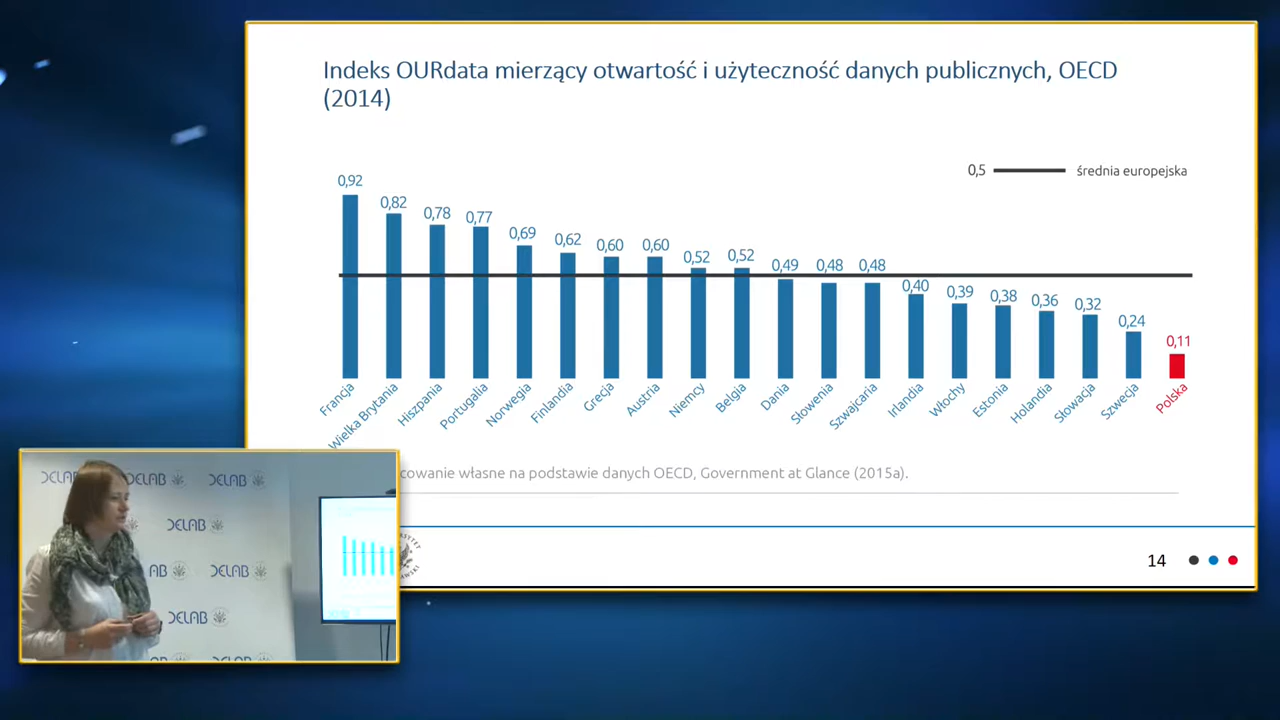 Indeks OURdata mierzący otwartość i użyteczność danych publicznych, OECD
(2014)
0,5 średnia europejska
0,92
0,82
0,78
0,77
0,69
0,62
0,60
0,60
0,52
0,52
0,49
0,48
0,48
0,40
0,39
0,38
0,36
0,32
0,24
0,11
Francja
Wielka Brytania
Hiszpania
Portugalia
Norwegia
Finlandia
Grecja
Austria
Niemcy
Belgia
Dania
Słowenia
Szwajcaria
Irlandia
Włochy
Estonia
Holandia
Słowacja
Szwecja
Polska
cowanie własne na podstawie danych OECD, Government at Glance (2015a).
14
DELAB DELAB DELAB
DELAB
AB DELAB
DELAB
DELAB